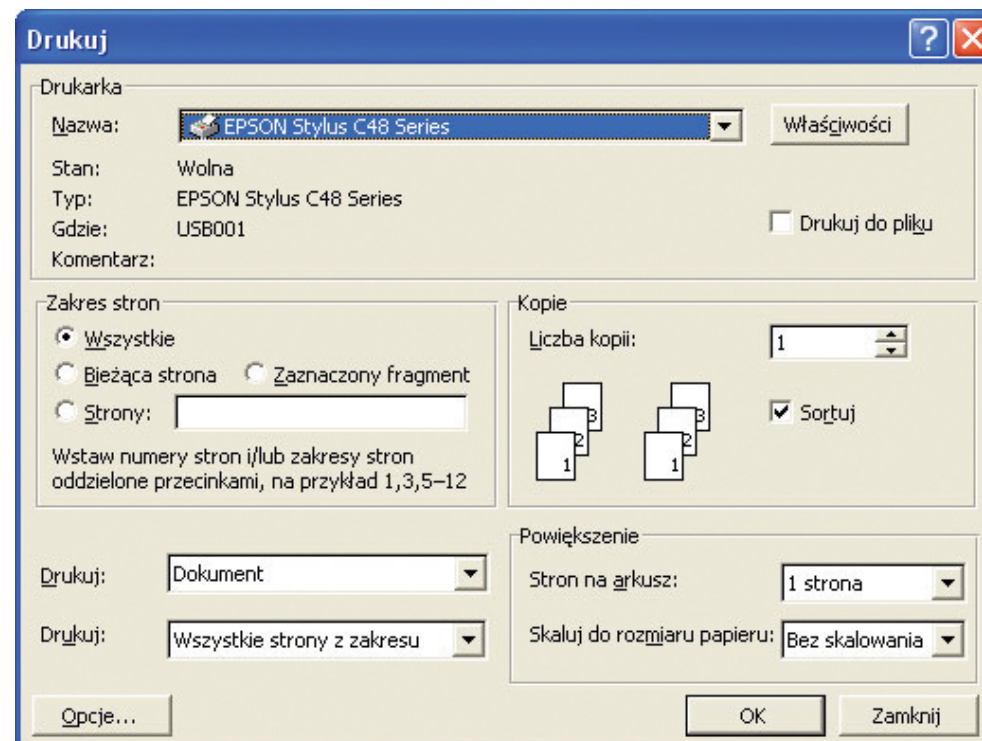 Drukuj
Drukarka
Nazwa: EPSON Stylus C48 Series Właściwości
Stan: Wolna
Typ: EPSON Stylus C48 Series
Gdzie: USB001 Drukuj do pliku
Komentarz:
Zakres stron
Wszystkie
Bieżąca strona Zaznaczony fragment
Strony:
Wstaw numery stron i/lub zakresy stron
oddzielone przecinkami, na przykład 1,3,5–12
Kopie
Liczba kopii: 1
3 3
2 2
1 1
Sortuj
Drukuj: Dokument
Drukuj: Wszystkie strony z zakresu
Powiększenie
Stron na arkusz: 1 strona
Skaluj do rozmiaru papieru: Bez skalowania
Opcje... OK Zamknij